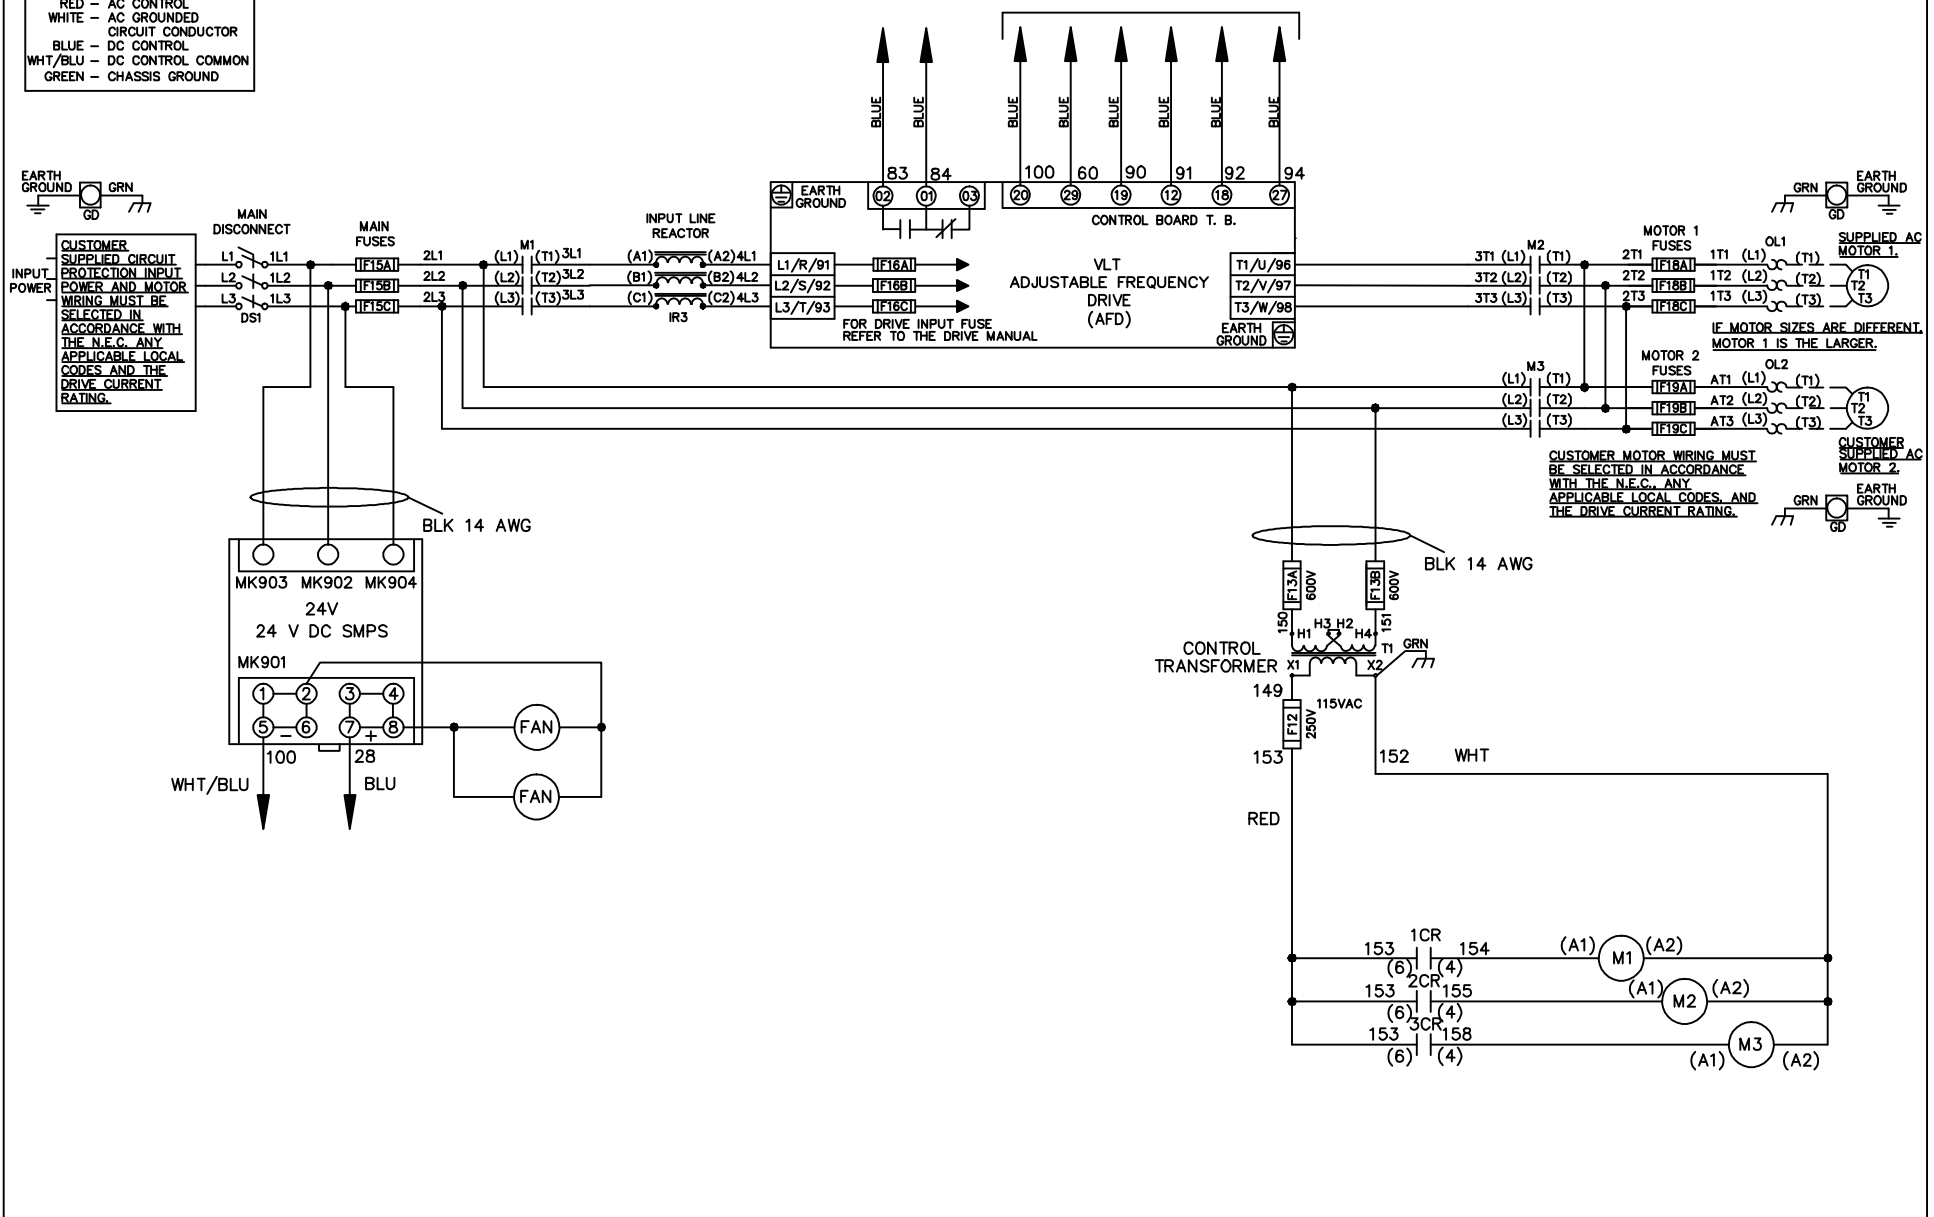 RED – AC CONTROL
WHITE – AC GROUNDED
CIRCUIT CONDUCTOR
BLUE – DC CONTROL
WHT/BLU – DC CONTROL COMMON
GREEN – CHASSIS GROUND
BLUE
BLUE
BLUE
BLUE
BLUE
BLUE
BLUE
BLUE
83
84
100
60
90
91
92
94
EARTH
GROUND
GRN
GD
EARTH
GROUND
02
01
03
20
29
19
12
18
27
CONTROL BOARD T. B.
GRN
EARTH
GROUND
GD
MAIN
DISCONNECT
MAIN
FUSES
INPUT LINE
REACTOR
MOTOR 1
FUSES
SUPPLIED AC
MOTOR 1.
INPUT
POWER
CUSTOMER
SUPPLIED CIRCUIT
PROTECTION INPUT
POWER AND MOTOR
WIRING MUST BE
SELECTED IN
ACCORDANCE WITH
THE N.E.C. ANY
APPLICABLE LOCAL
CODES AND THE
DRIVE CURRENT
RATING.
L1 1L1 F15A 2L1 (L1) M1 (T1) 3L1 (A1) (A2) 4L1 L1/R/91 F16A
L2 1L2 F15B 2L2 (L2) (T2) 3L2 (B1) (B2) 4L2 L2/S/92 F16B
L3 1L3 F15C 2L3 (L3) (T3) 3L3 (C1) (C2) 4L3 L3/T/93 F16C
DS1
IR3
VLT
ADJUSTABLE FREQUENCY
DRIVE
(AFD)
FOR DRIVE INPUT FUSE
REFER TO THE DRIVE MANUAL
EARTH
GROUND
T1/U/96 3T1 (L1) M2 (T1) 2T1 F18A 1T1 (L1) OL1 (T1) T1
T2/V/97 3T2 (L2) (T2) 2T2 F18B 1T2 (L2) (T2) T2
T3/W/98 3T3 (L3) (T3) 2T3 F18C 1T3 (L3) (T3) T3
IF MOTOR SIZES ARE DIFFERENT,
MOTOR 1 IS THE LARGER.
MOTOR 2
FUSES
M3
OL2
(L1) (T1) F19A AT1 (L1) (T1) T1
(L2) (T2) F19B AT2 (L2) (T2) T2
(L3) (T3) F19C AT3 (L3) (T3) T3
CUSTOMER
SUPPLIED AC
MOTOR 2.
CUSTOMER MOTOR WIRING MUST
BE SELECTED IN ACCORDANCE
WITH THE N.E.C., ANY
APPLICABLE LOCAL CODES, AND
THE DRIVE CURRENT RATING.
GRN
EARTH
GROUND
GD
BLK 14 AWG
MK903 MK902 MK904
24V
24 V DC SMPS
MK901
1 2 3 4
5 – 6 7 + 8
100
28
WHT/BLU
BLU
FAN
FAN
BLK 14 AWG
F13A
600V
F13B
600V
150
151
H1 H3 H2 H4
T1
GRN
CONTROL
TRANSFORMER
X1 X2
149
115VAC
F12
250V
153
152
WHT
RED
153 1CR 154 (A1) M1 (A2)
(6) (4)
153 2CR 155 (A1) M2 (A2)
(6) (4)
153 3CR 158 M3
(6) (4) (A1) (A2)